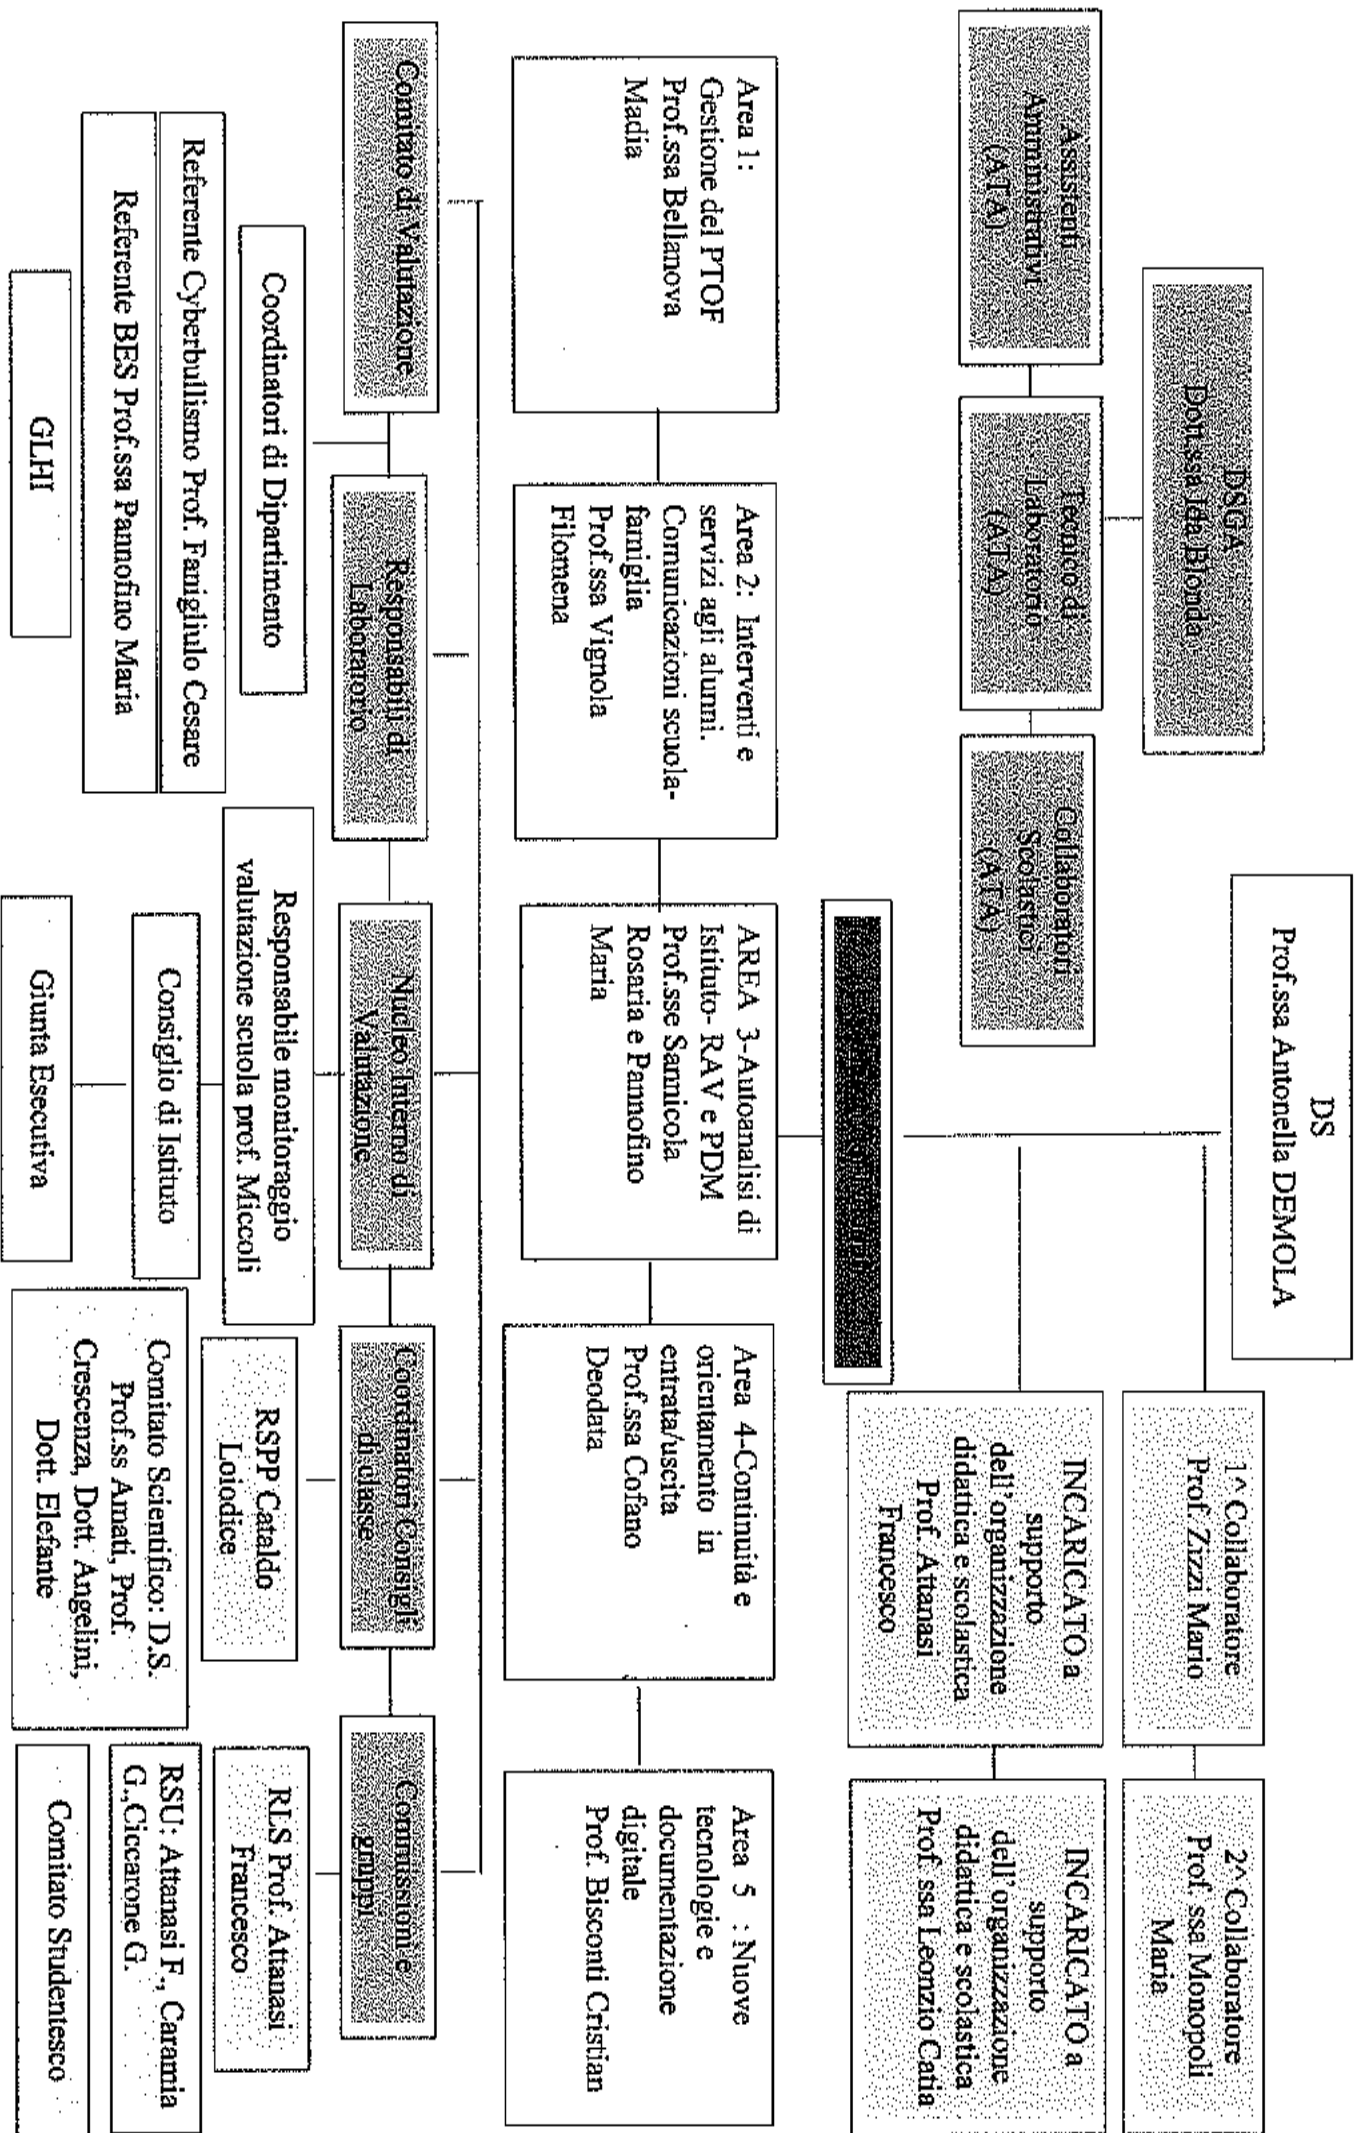 DS
Prof.ssa Antonella DEMOLA
DSGA
Dott.ssa Ida Blonda
1^ Collaboratore
Prof. Zizzi Mario
2^ Collaboratore
Prof. ssa Monopoli
Maria
Assistenti
Amministrativi
(ATA)
Tecnico di
Laboratorio
(ATA)
Collaboratori
Scolastici
(ATA)
INCARICATO a
supporto
dell'organizzazione
didattica e scolastica
Prof. Attanasi
Francesco
INCARICATO a
supporto
dell'organizzazione
didattica e scolastica
Prof. ssa Leonzio Catia
Area 1:
Gestione del PTOF
Prof.ssa Bellanova
Madia
Area 2: Interventi e
servizi agli alunni.
Comunicazioni scuola-
famiglia
Prof.ssa Vignola
Filomena
AREA 3-Autoanalisi di
Istituto- RAV e PDM
Prof.sse Sannicola
Rosaria e Pannofino
Maria
Area 4-Continuità e
orientamento in
entrata/uscita
Prof.ssa Cofano
Deodata
Area 5 : Nuove
tecnologie e
documentazione
digitale
Prof. Bisconti Cristian
Comitato di Valutazione
Responsabili di
Laboratorio
Nucleo Interno di
Valutazione
Coordinatori Consigli
di classe
Commissioni e
gruppi
Coordinatori di Dipartimento
Referente Cyberbullismo Prof. Fanigliulo Cesare
Referente BES Prof.ssa Pannofino Maria
GLHI
Responsabile monitoraggio
valutazione scuola prof. Miccoli
Consiglio di Istituto
Giunta Esecutiva
RSPP Cataldo
Loiodice
Comitato Scientifico: D.S.
Prof.ss Amati, Prof.
Crescenza, Dott. Angelini,
Dott. Elefante
RLS Prof. Attanasi
Francesco
RSU: Attanasi F., Caramia
G.,Ciccarone G.
Comitato Studentesco